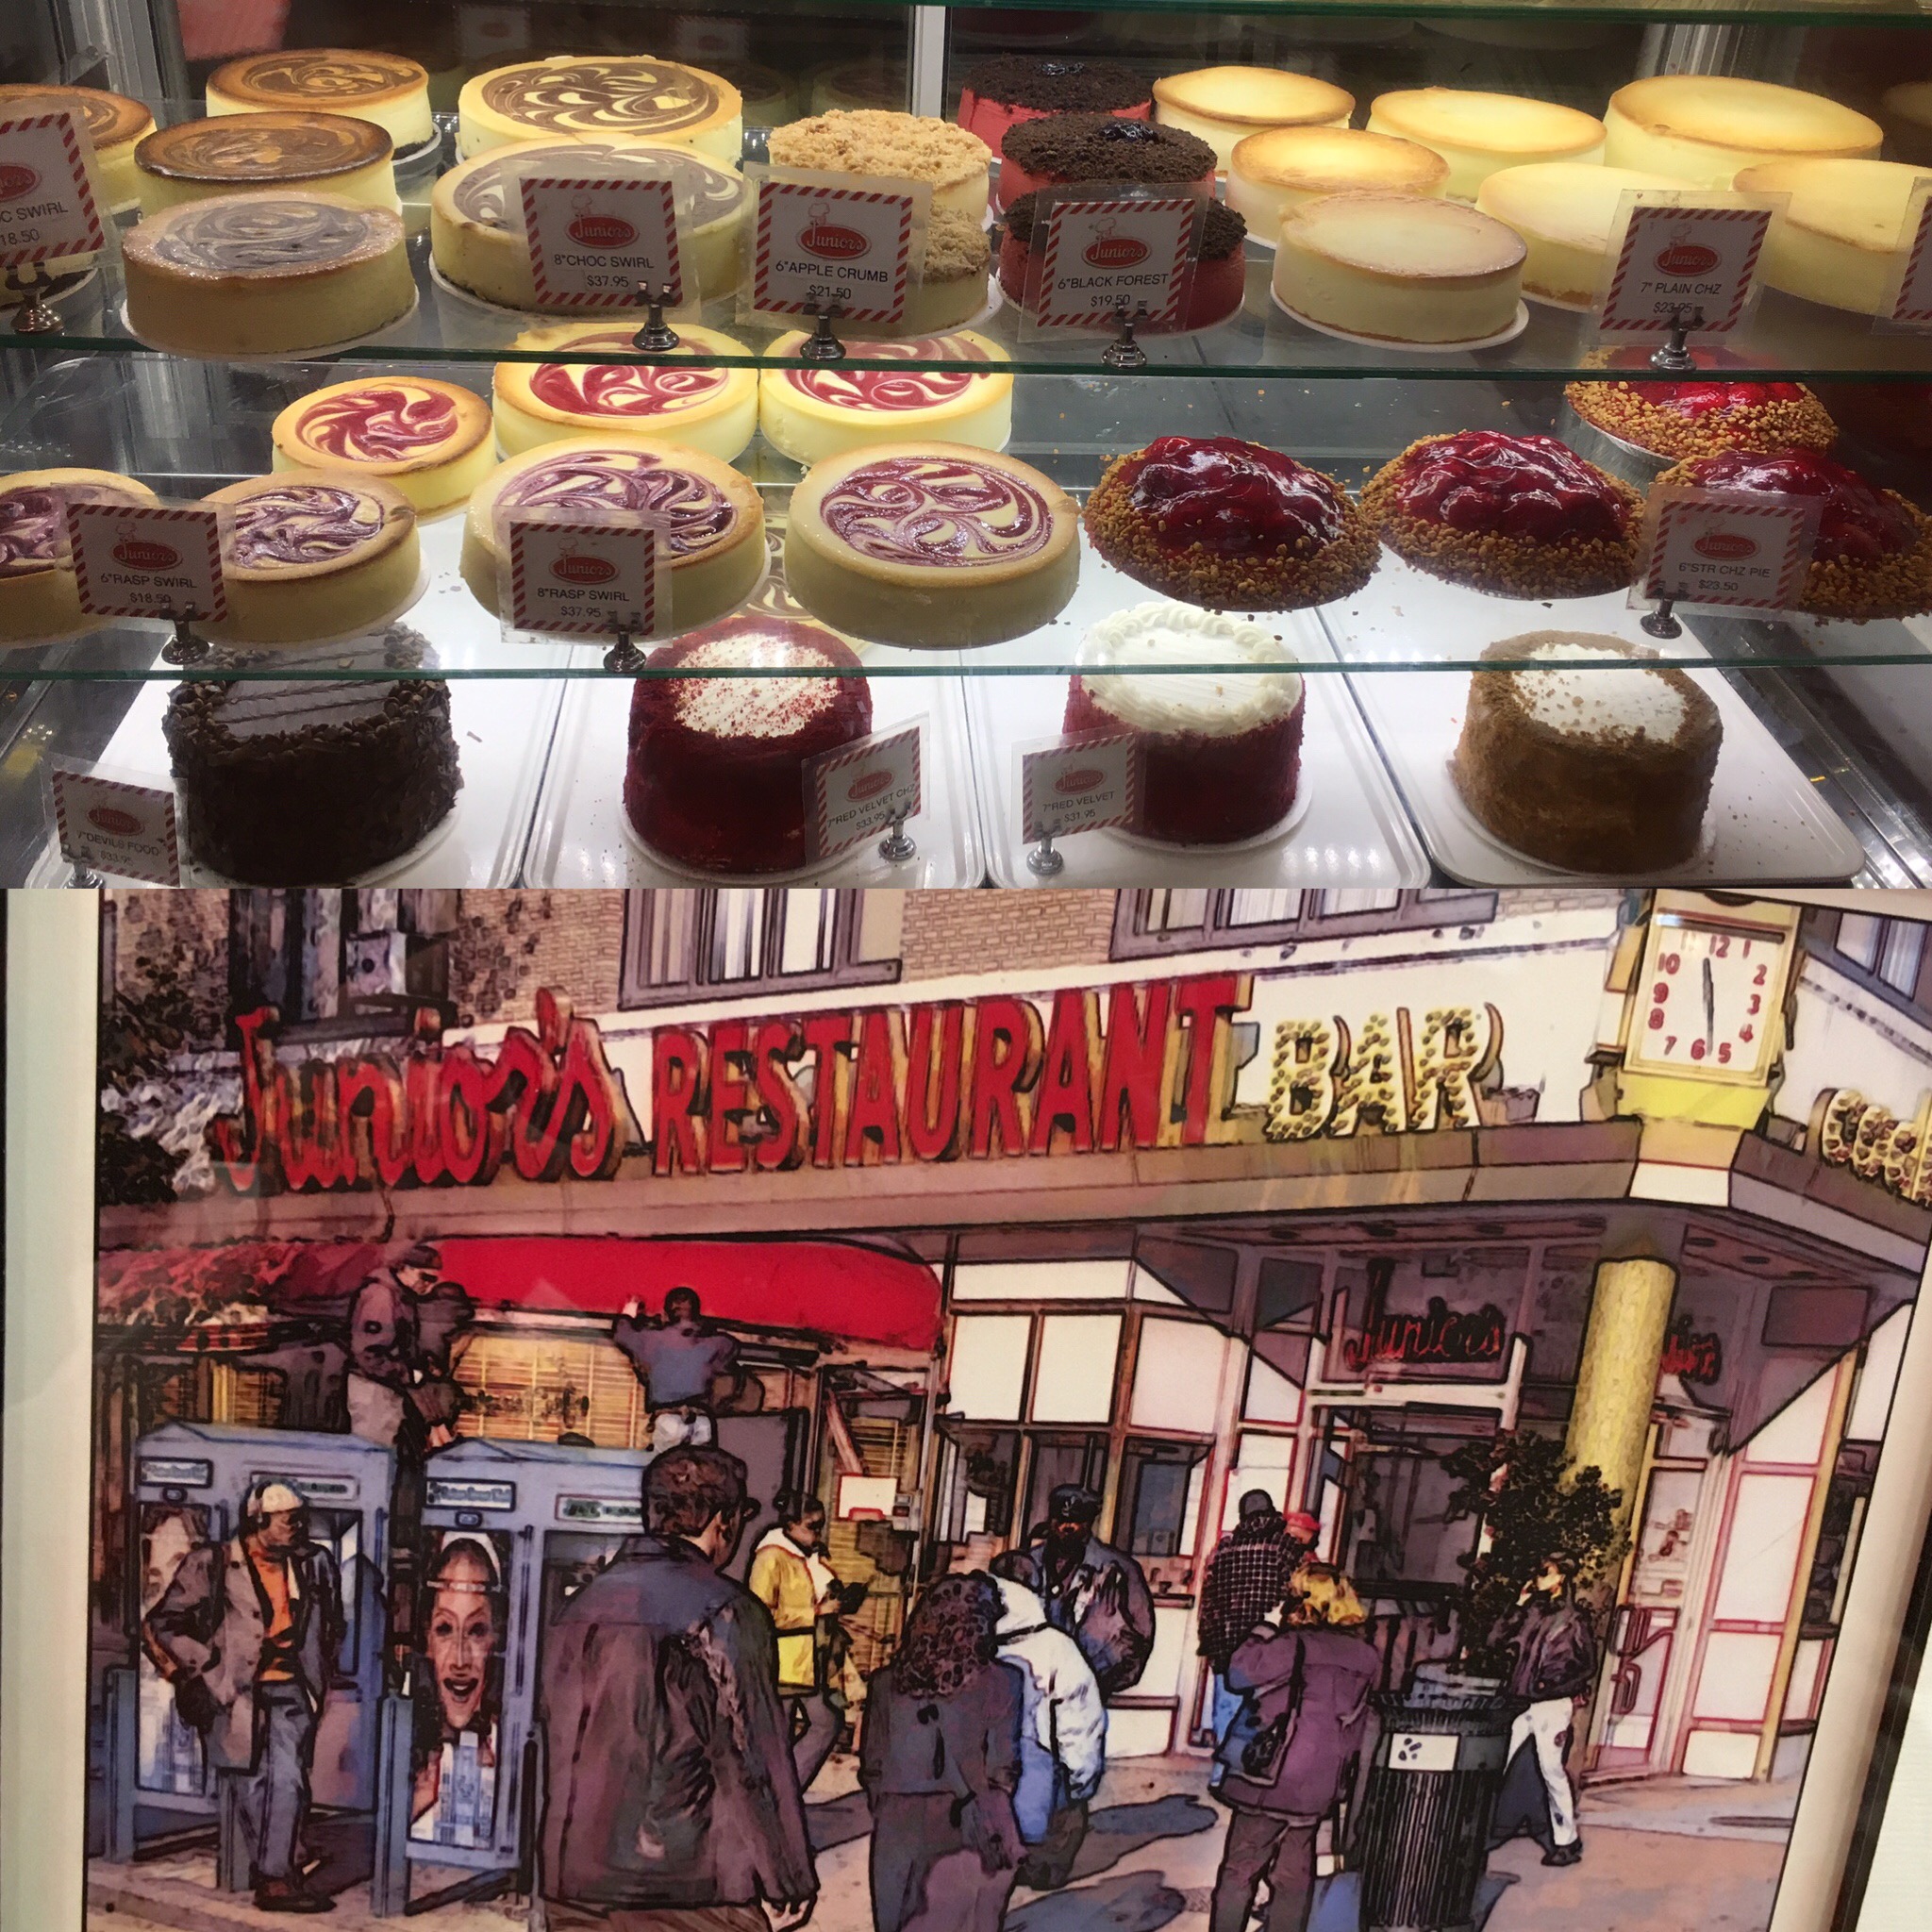 C SWIRL
18.50
Junior's
8"CHOC SWIRL
$37.95
Junior's
6"APPLE CRUMB
$21.50
Junior's
6"BLACK FOREST
$19.50
Junior's
7" PLAIN CHZ
$23.95
Junior's
6"RASP SWIRL
$18.50
Junior's
8"RASP SWIRL
$37.95
Junior's
6"STR CHZ PIE
$23.50
Junior's
7"DEVILS FOOD
$33.95
Junior's
7"RED VELVET CHZ
$33.95
Junior's
7"RED VELVET
$31.95
Junior's RESTAURANT BAR
12 1 2 3 4 5 6 7 8 9 10
Junior's